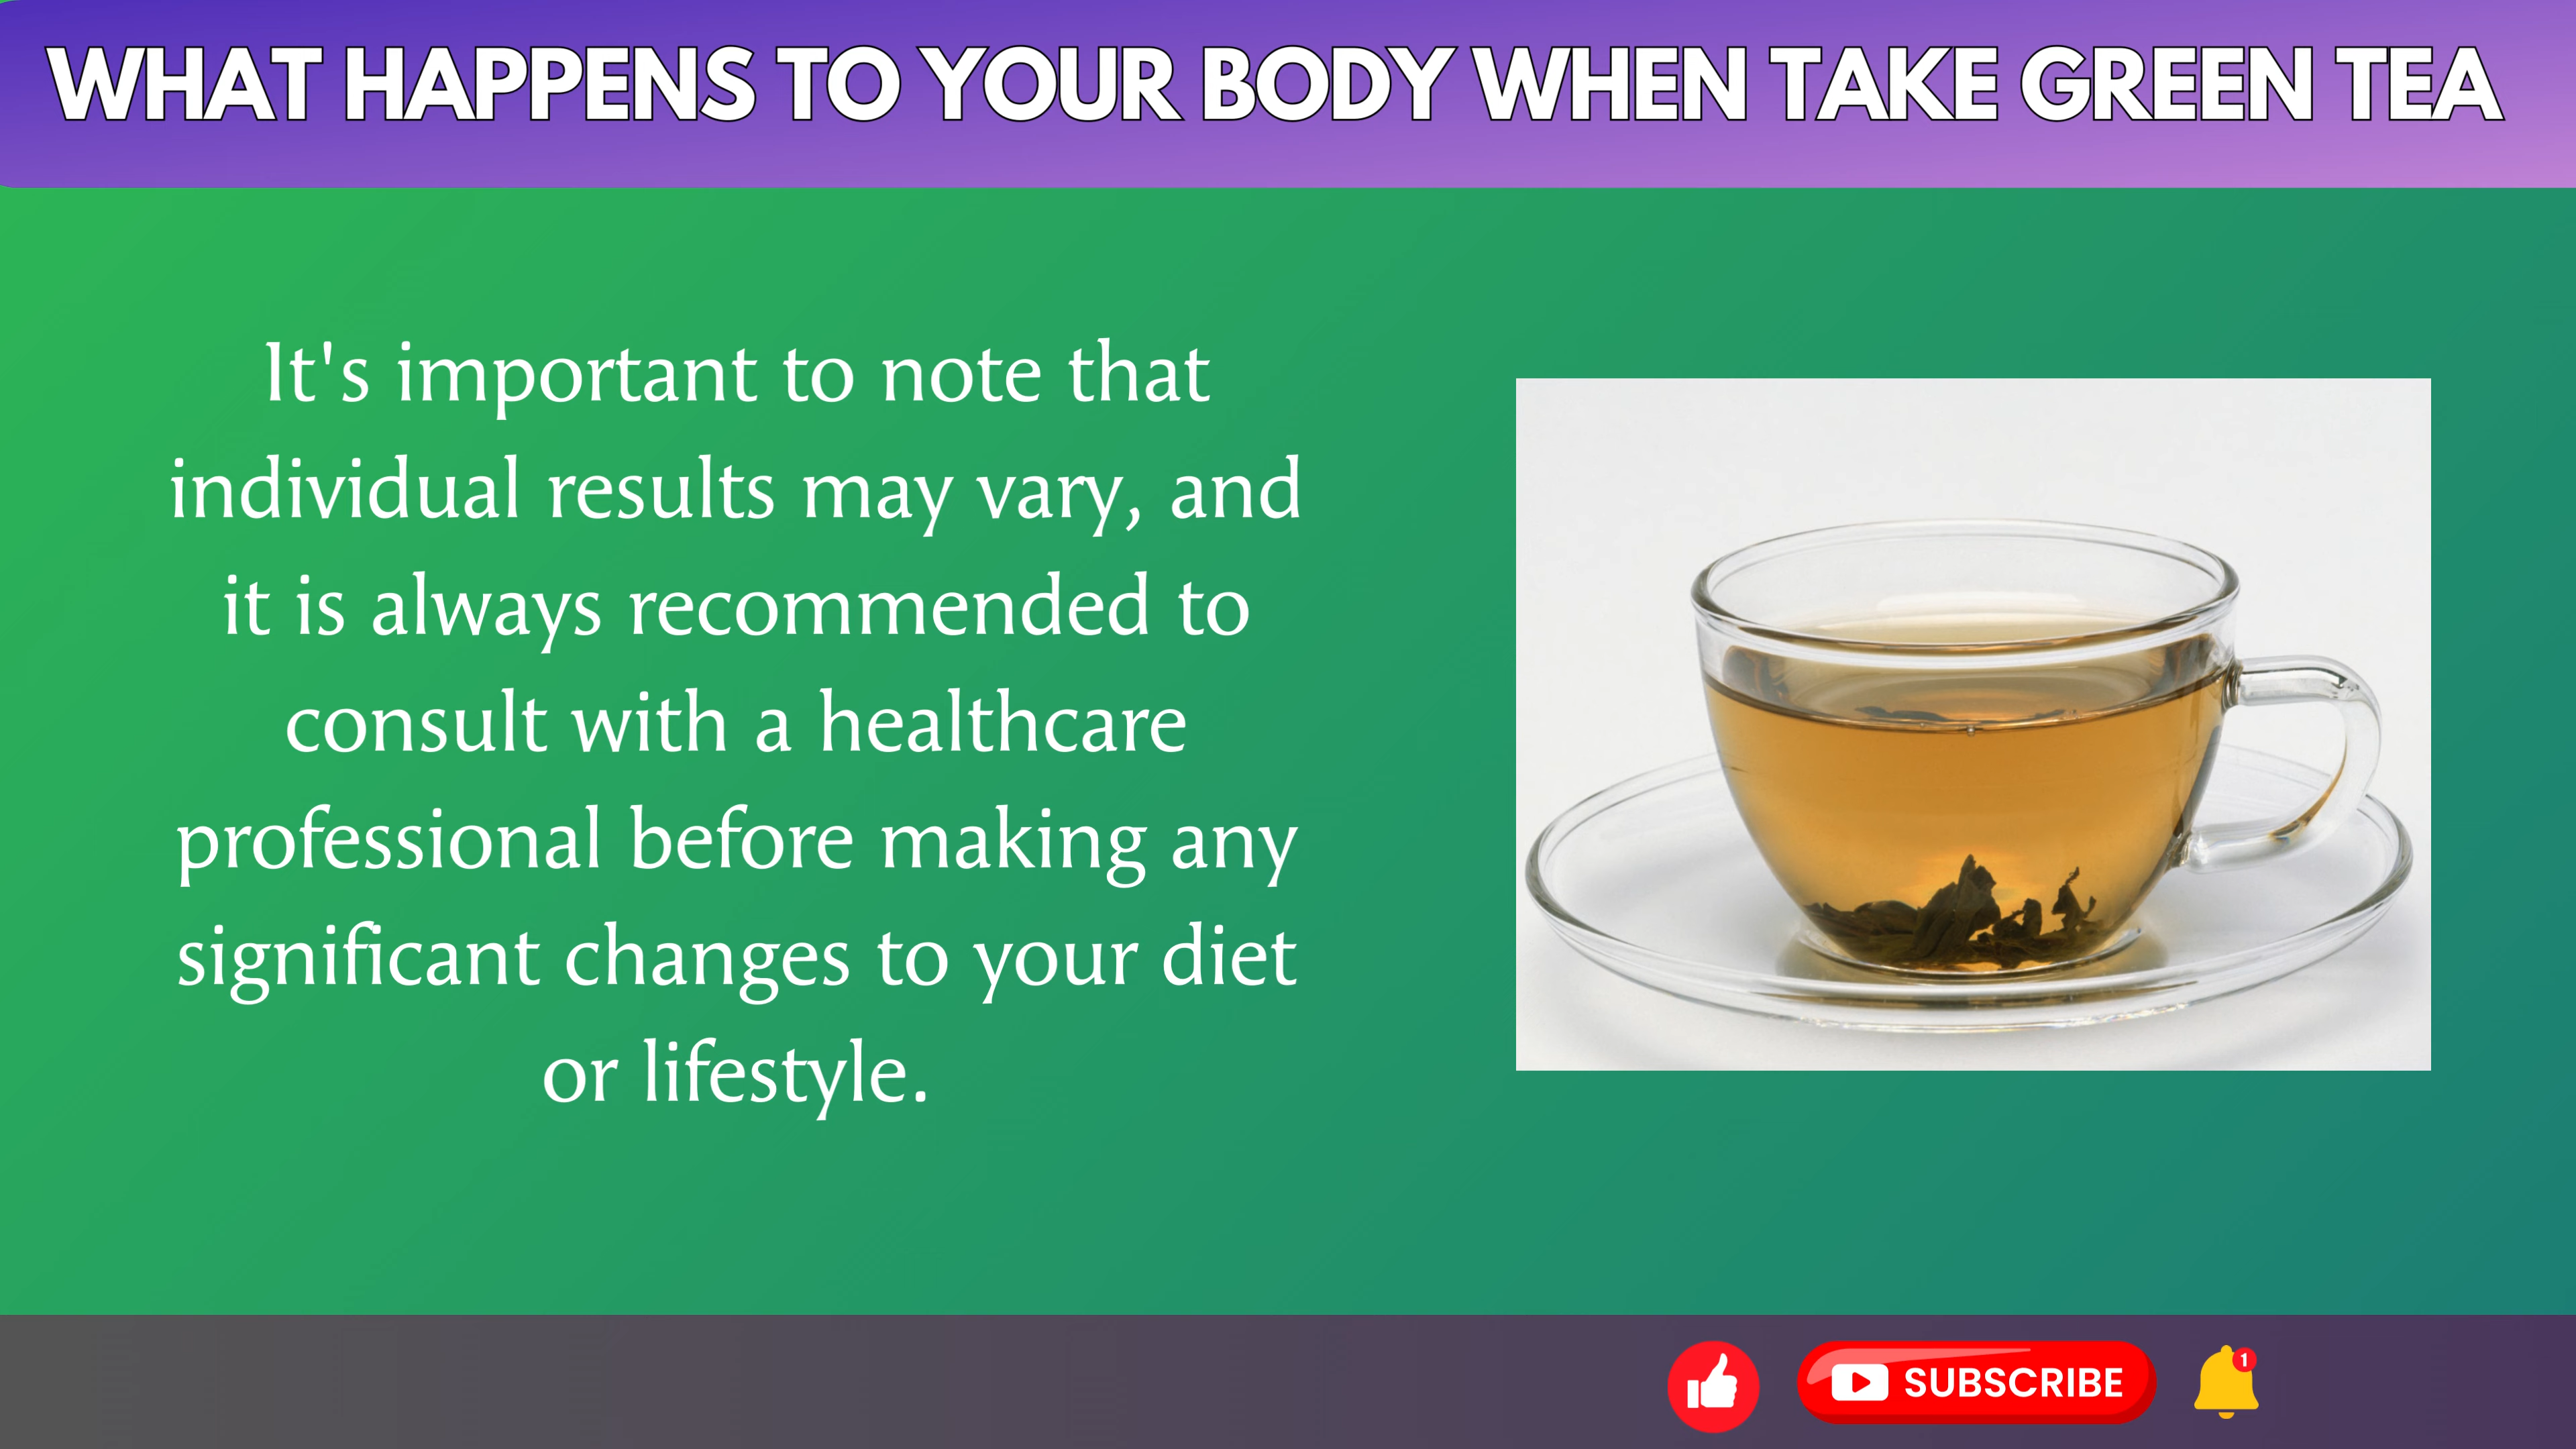 WHAT HAPPENS TO YOUR BODY WHEN TAKE GREEN TEA
It's important to note that
individual results may vary, and
it is always recommended to
consult with a healthcare
professional before making any
significant changes to your diet
or lifestyle.
SUBSCRIBE
1